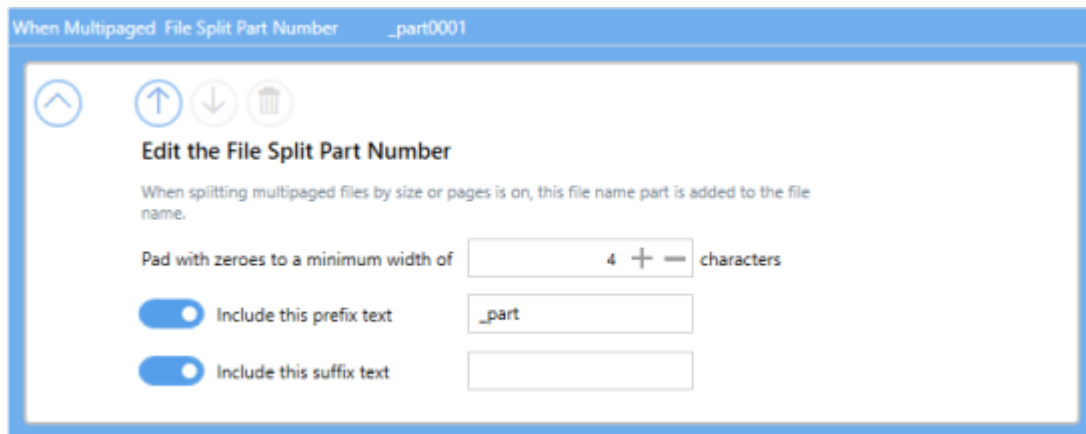 When Multipaged File Split Part Number _part0001
Edit the File Split Part Number
When splitting multipaged files by size or pages is on, this file name part is added to the file
name.
Pad with zeroes to a minimum width of 4 characters
Include this prefix text _part
Include this suffix text